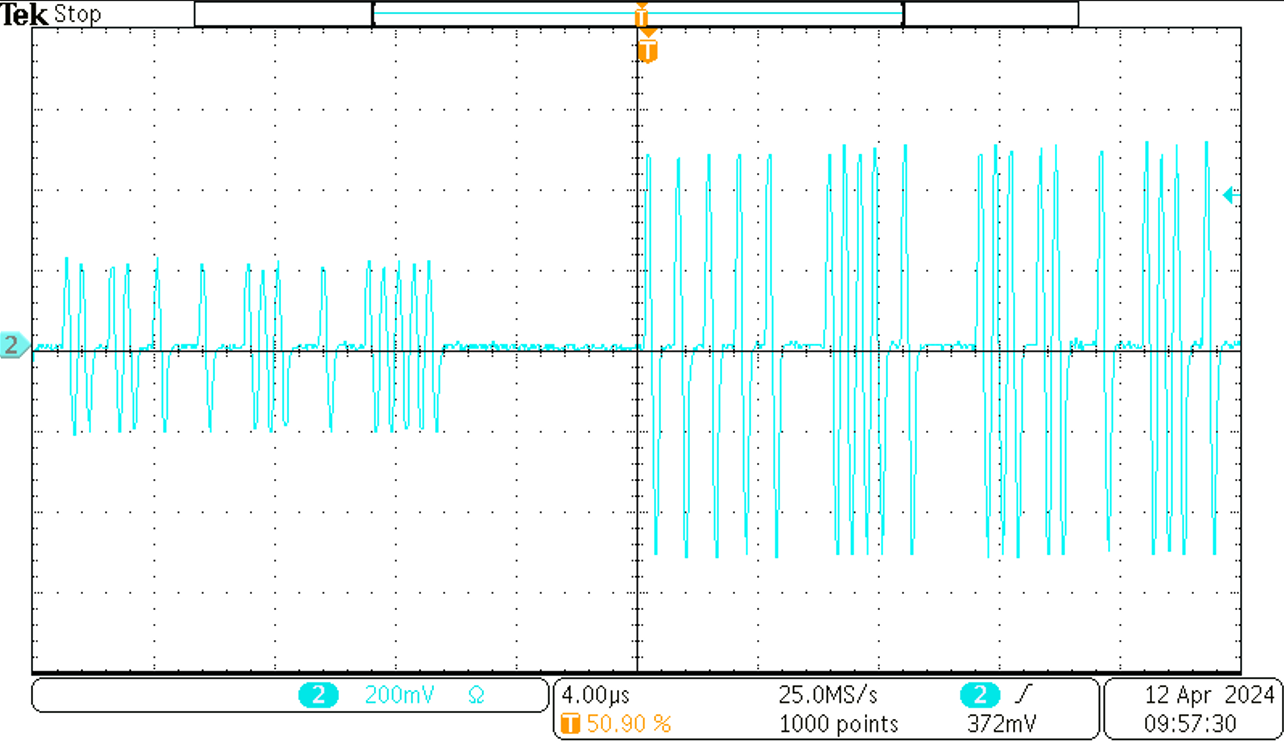 Tek Stop
T
T
2
2 200mV Ω
4.00µs 25.0MS/s 2
T 50.90 % 1000 points 372mV
12 Apr 2024
09:57:30